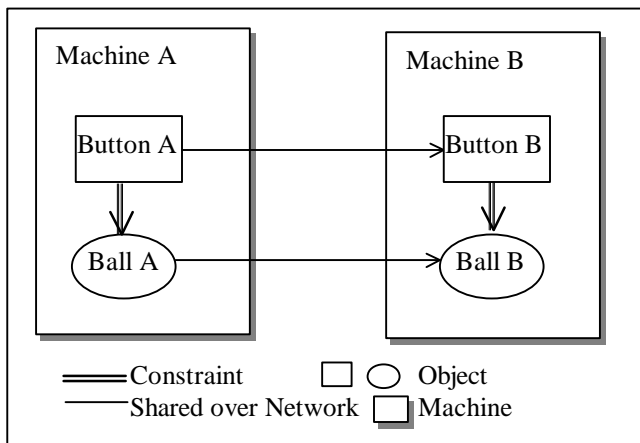 Machine A
Machine B
Button A
Button B
Ball A
Ball B
Constraint
Object
Shared over Network
Machine